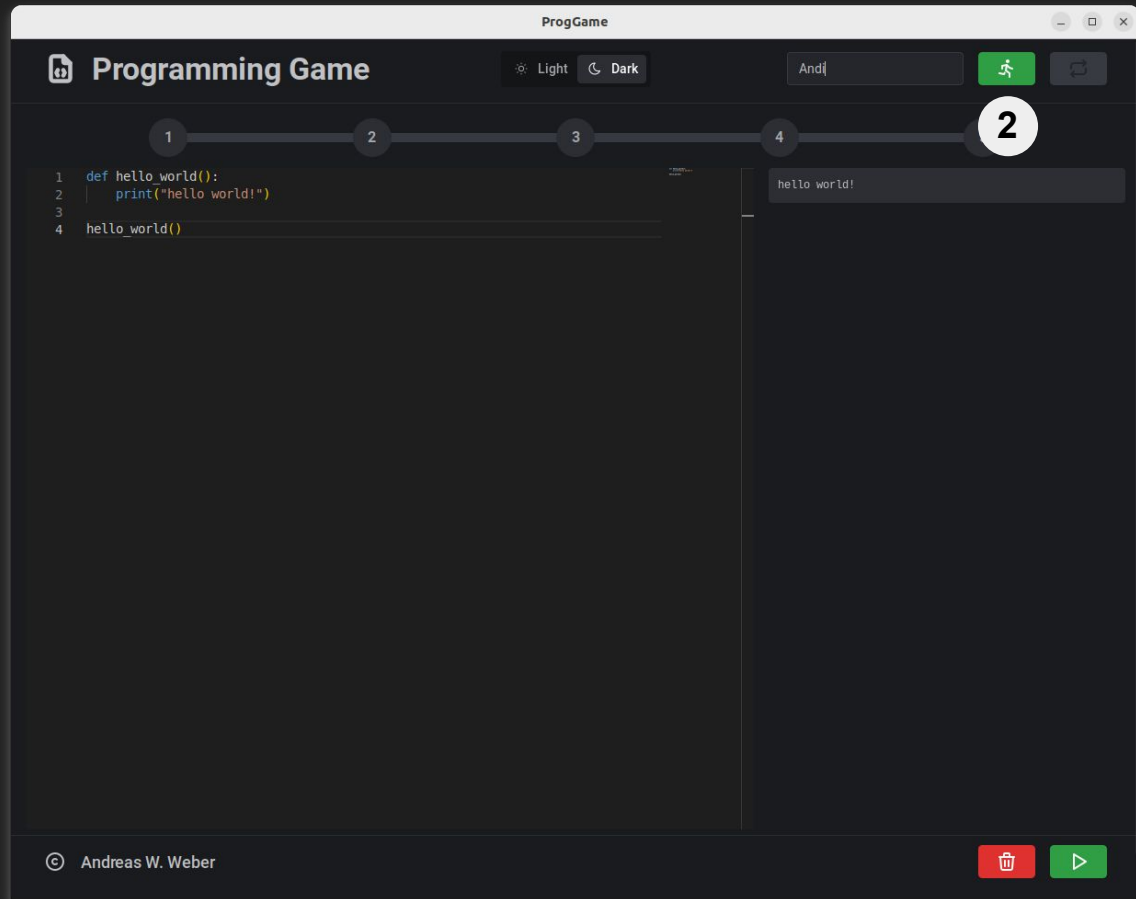 ProgGame
Programming Game
Light
Dark
Andi
1
2
3
4
2
1 def hello_world():
2 print("hello world!")
3
4 hello_world()
hello world!
Andreas W. Weber